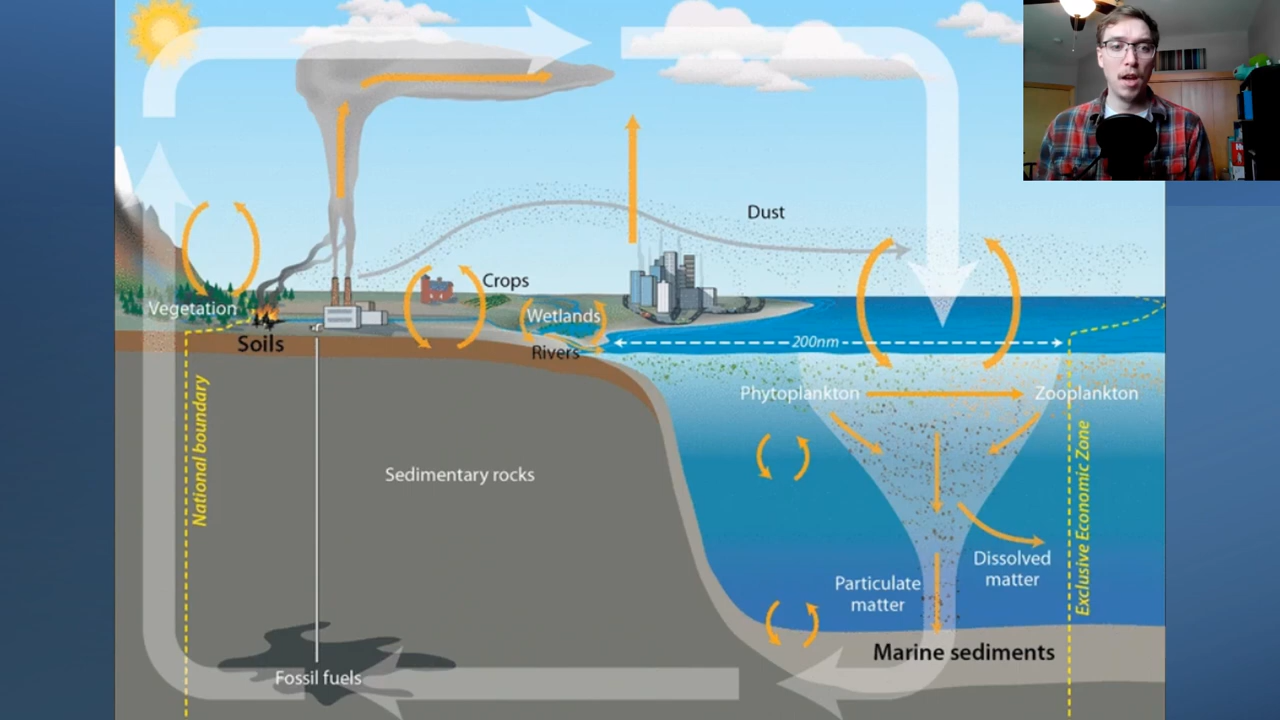 Dust
Crops
Vegetation
Wetlands
Soils
Rivers
200nm
Phytoplankton
Zooplankton
National boundary
Sedimentary rocks
Exclusive Economic Zone
Dissolved
matter
Particulate
matter
Marine sediments
Fossil fuels